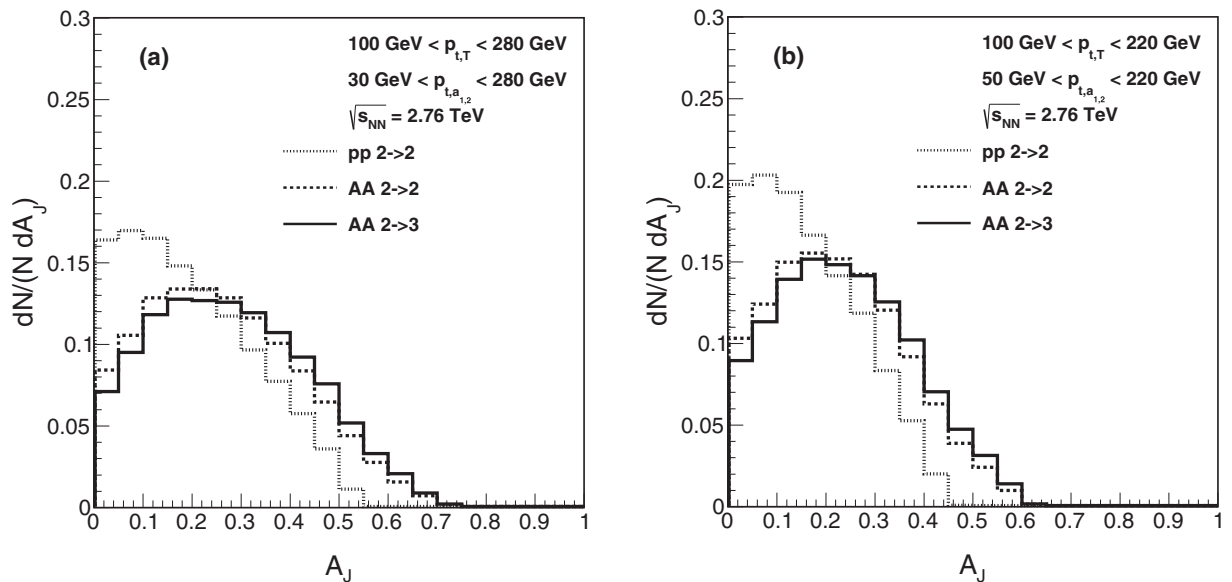 (a)
100 GeV < p_{t,T} < 280 GeV
30 GeV < p_{t,a_{1,2}} < 280 GeV
√s_{NN} = 2.76 TeV
pp 2->2
AA 2->2
AA 2->3
dN/(N dA_J)
0.3
0.25
0.2
0.15
0.1
0.05
0
0 0.1 0.2 0.3 0.4 0.5 0.6 0.7 0.8 0.9 1
A_J
(b)
100 GeV < p_{t,T} < 220 GeV
50 GeV < p_{t,a_{1,2}} < 220 GeV
√s_{NN} = 2.76 TeV
pp 2->2
AA 2->2
AA 2->3
dN/(N dA_J)
0.3
0.25
0.2
0.15
0.1
0.05
0
0 0.1 0.2 0.3 0.4 0.5 0.6 0.7 0.8 0.9 1
A_J